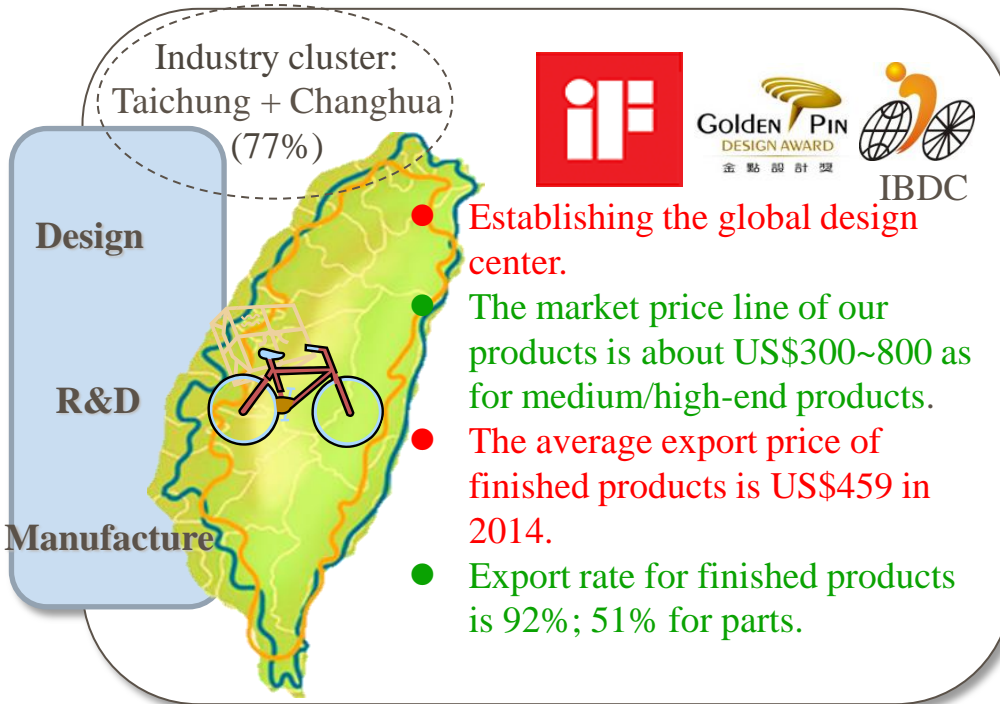 Industry cluster:
Taichung + Changhua
(77%)
Design
R&D
Manufacture
iF
GOLDEN PIN
DESIGN AWARD
金點設計獎
IBDC
Establishing the global design
center.
The market price line of our
products is about US$300~800 as
for medium/high-end products.
The average export price of
finished products is US$459 in
2014.
Export rate for finished products
is 92%; 51% for parts.